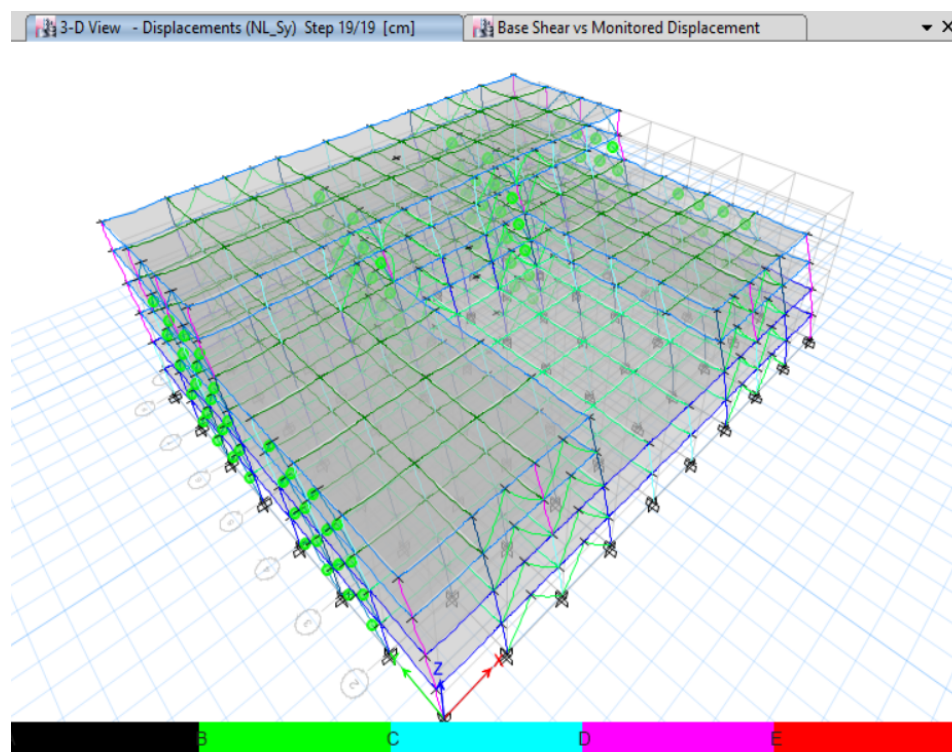 3-D View - Displacements (NL_Sy) Step 19/19 [cm]
Base Shear vs Monitored Displacement
Z
X
B C D E